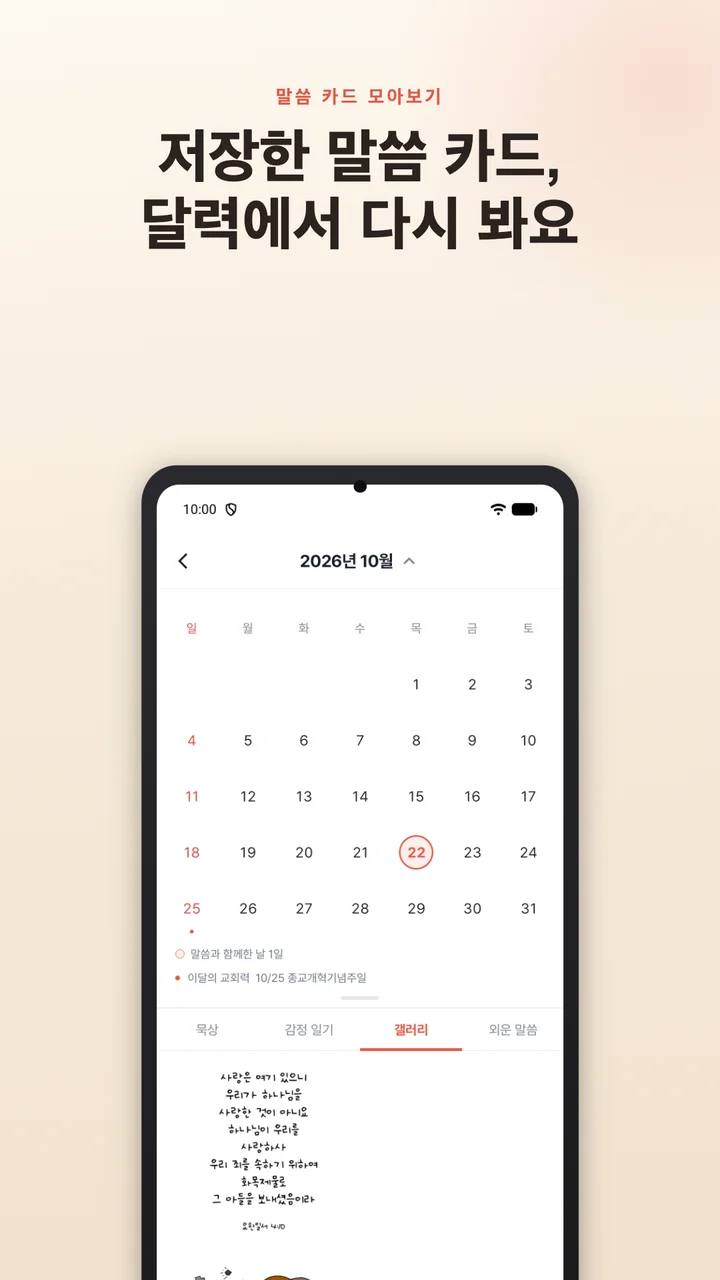 말씀 카드 모아보기
저장한 말씀 카드,
달력에서 다시 봐요
10:00
2026년 10월
일 월 화 수 목 금 토
1 2 3
4 5 6 7 8 9 10
11 12 13 14 15 16 17
18 19 20 21 22 23 24
25 26 27 28 29 30 31
말씀과 함께한 날 1일
이달의 교회력 10/25 종교개혁기념주일
묵상 감정 일기 갤러리 외운 말씀
사랑은 여기 있으니
우리가 하나님을
사랑한 것이 아니요
하나님이 우리를
사랑하사
우리 죄를 속하기 위하여
화목제물로
그 아들을 보내셨음이라
요한일서 4:10